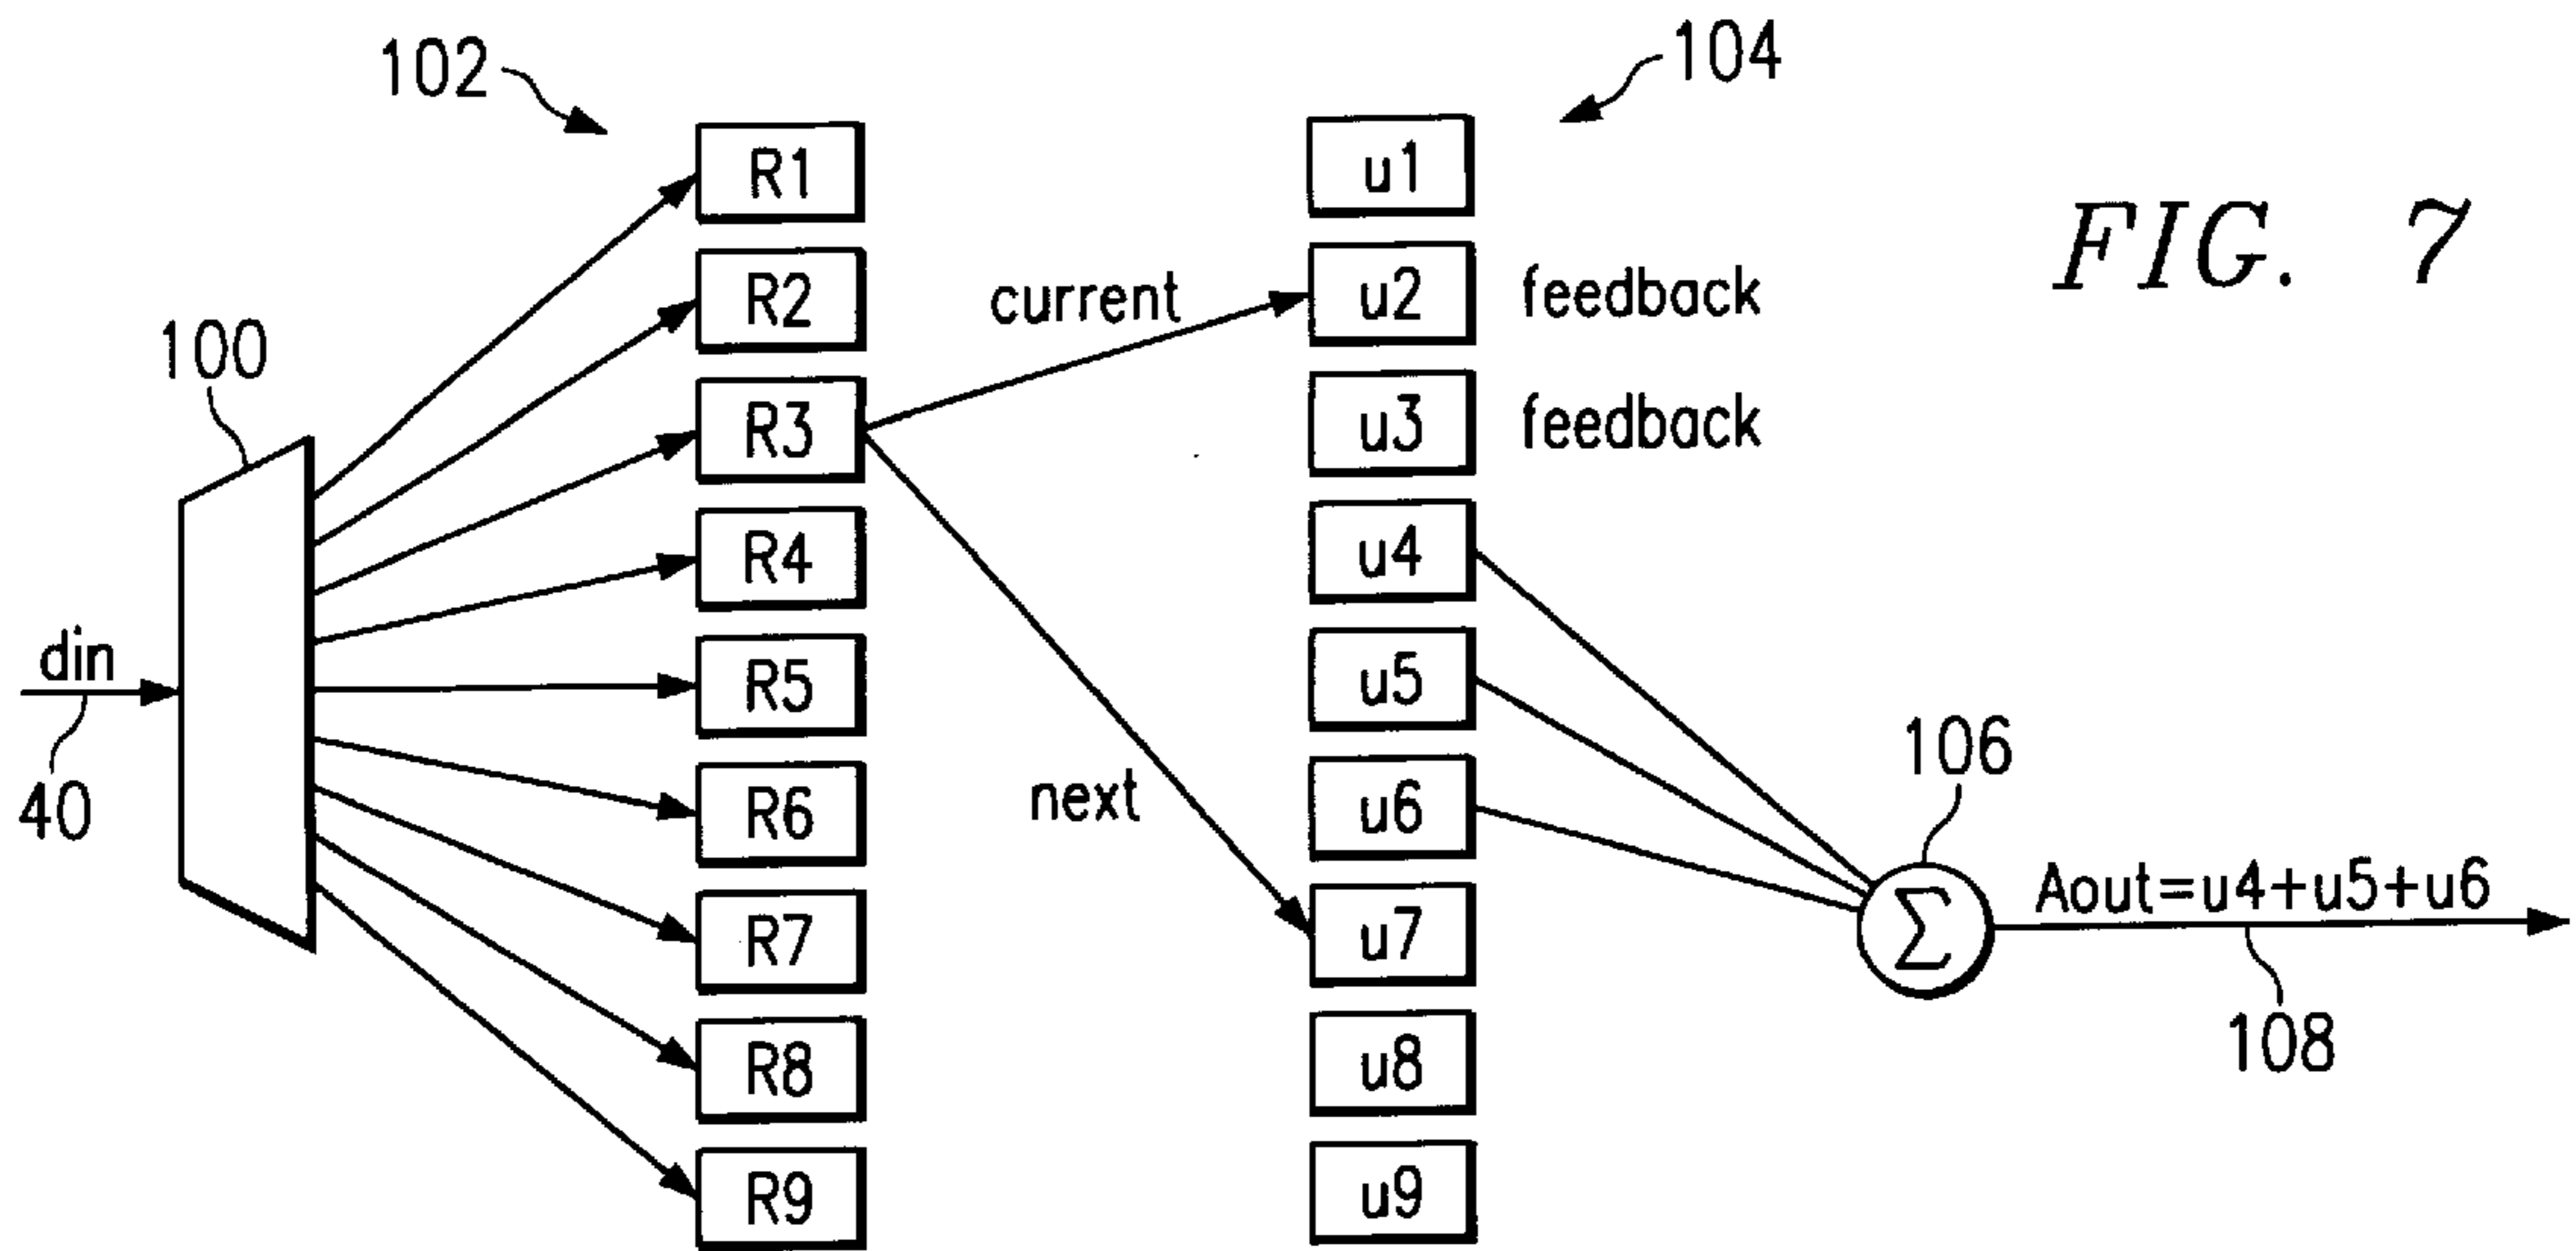 102
104
R1
u1
FIG. 7
R2
current
u2
feedback
100
R3
u3
feedback
R4
u4
din
R5
u5
40
R6
next
u6
106
R7
u7
Aout=u4+u5+u6
Σ
R8
u8
108
R9
u9